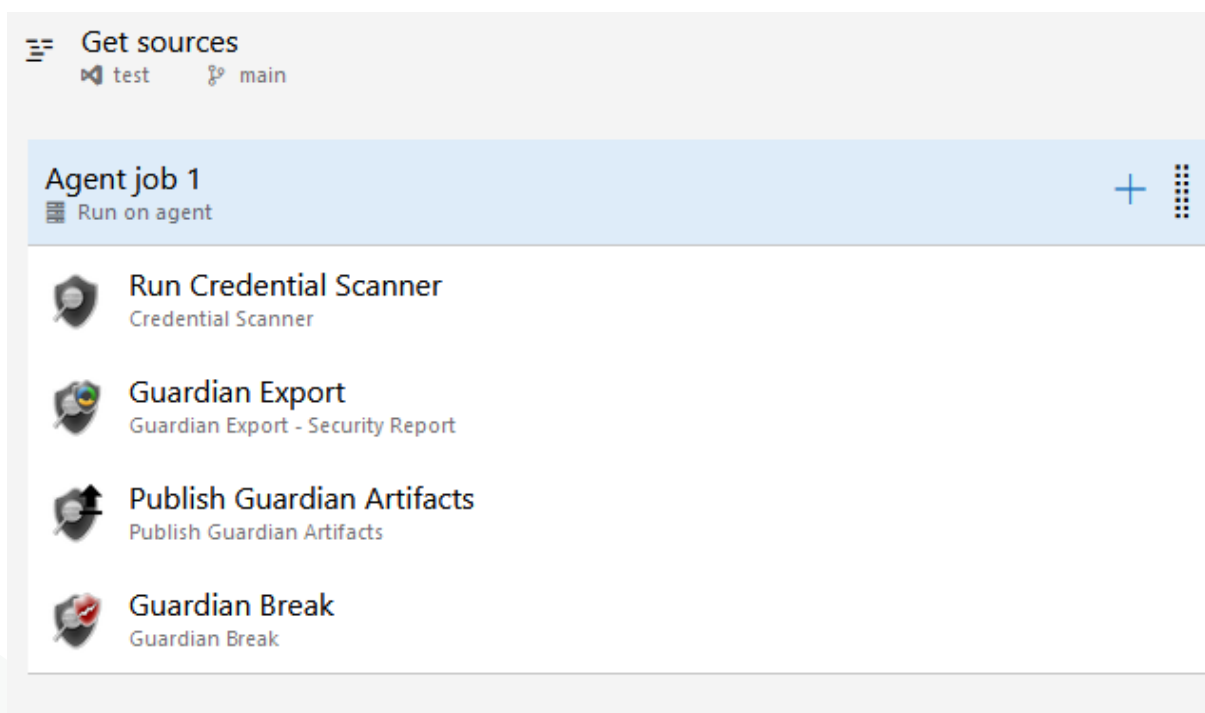 Get sources
test main
Agent job 1
Run on agent
Run Credential Scanner
Credential Scanner
Guardian Export
Guardian Export - Security Report
Publish Guardian Artifacts
Publish Guardian Artifacts
Guardian Break
Guardian Break